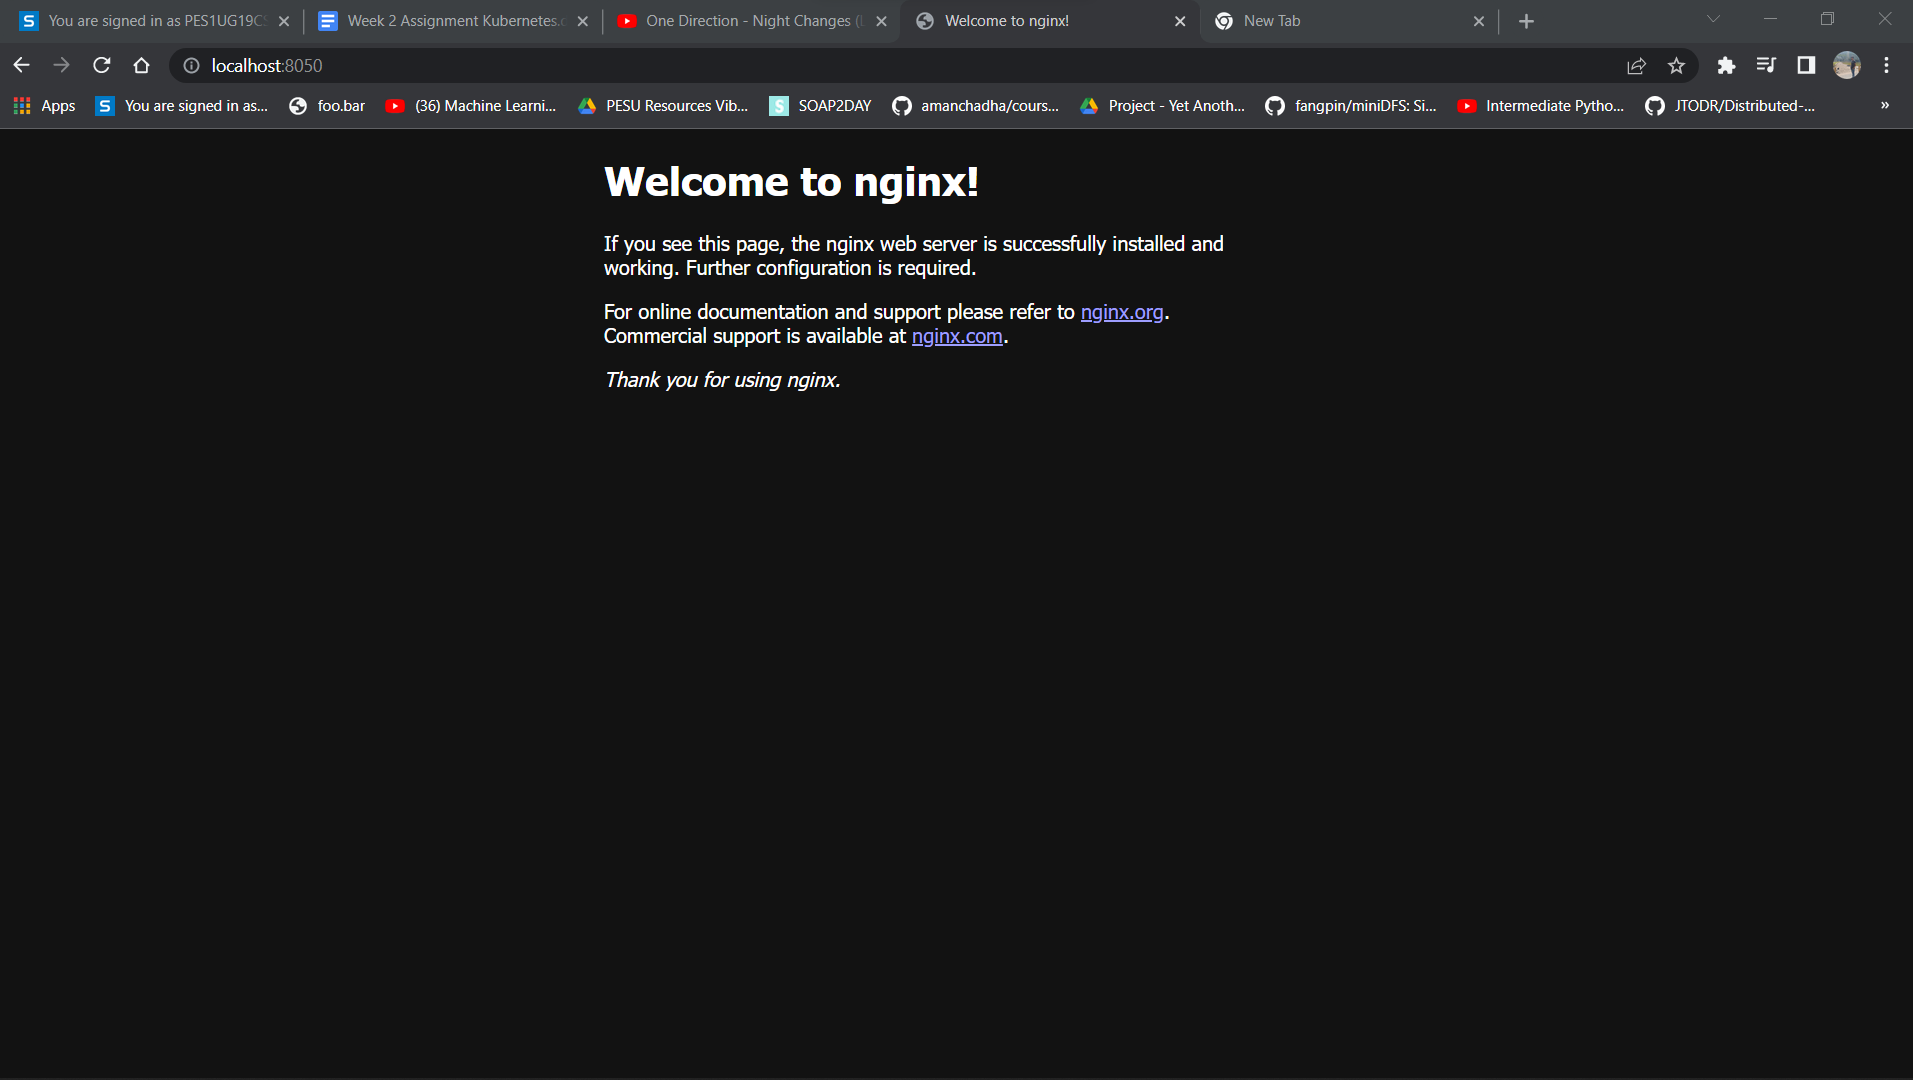 You are signed in as PES1UG19CS
Week 2 Assignment Kubernetes.d
One Direction - Night Changes (
Welcome to nginx!
New Tab
localhost:8050
Apps
You are signed in as...
foo.bar
(36) Machine Learni...
PESU Resources Vib...
SOAP2DAY
amanchadha/cours...
Project - Yet Anoth...
fangpin/miniDFS: Si...
Intermediate Pytho...
JTODR/Distributed-...
»
Welcome to nginx!
If you see this page, the nginx web server is successfully installed and
working. Further configuration is required.
For online documentation and support please refer to nginx.org.
Commercial support is available at nginx.com.
Thank you for using nginx.